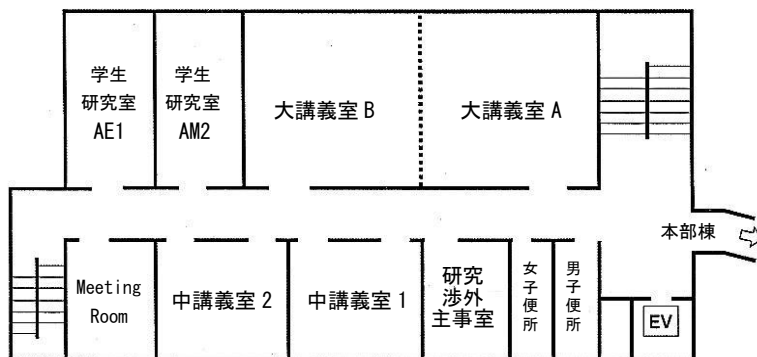 学生
研究室
AE1
学生
研究室
AM2
大講義室 B
大講義室 A
本部棟
Meeting
Room
中講義室 2
中講義室 1
研究
渉外
主事室
女子便所
男子便所
EV